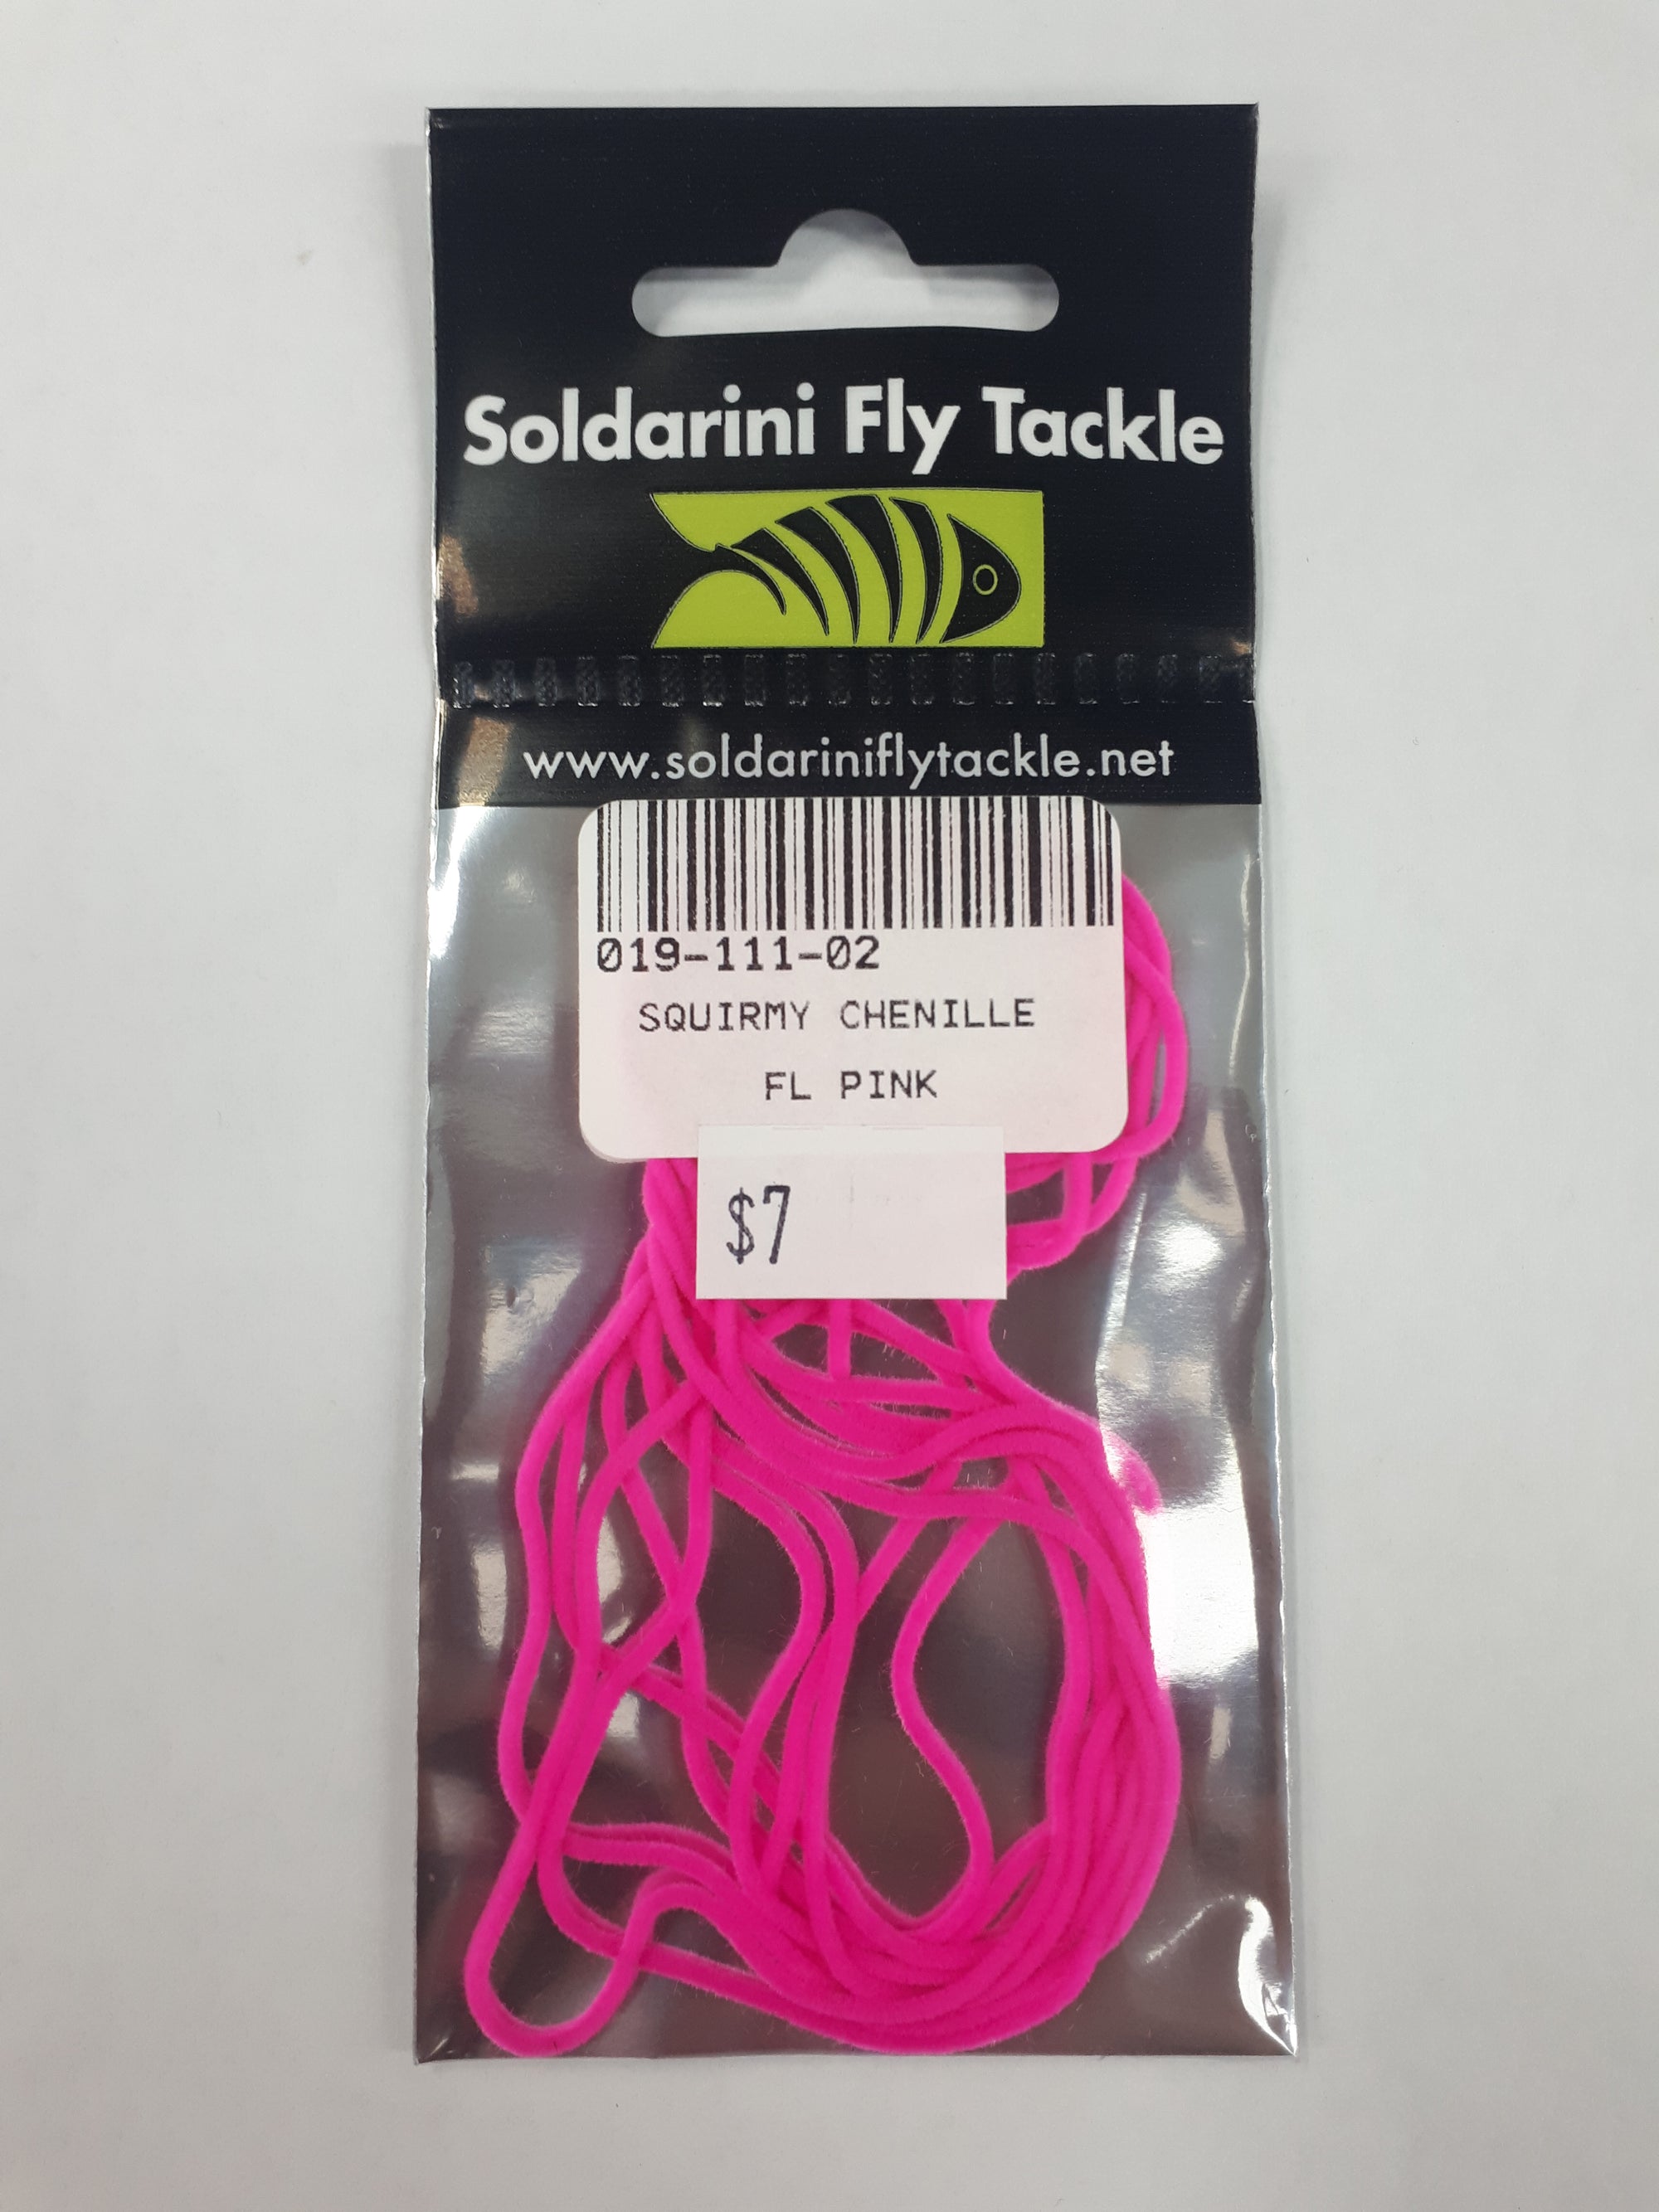 Soldarini Fly Tackle
www.soldariniflytackle.net
019-111-02
SQUIRMY CHENILLE
FL PINK
$7